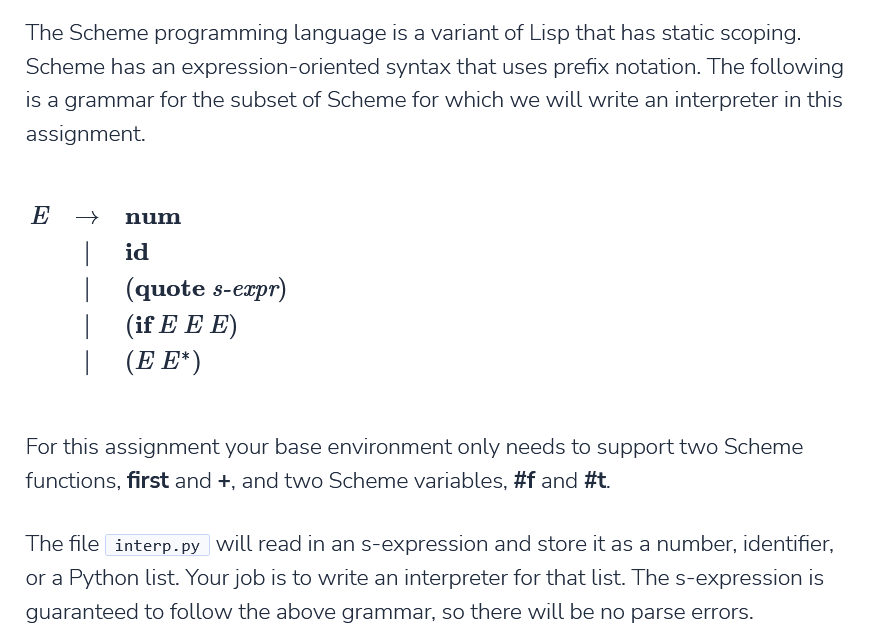 The Scheme programming language is a variant of Lisp that has static scoping.
Scheme has an expression-oriented syntax that uses prefix notation. The following
is a grammar for the subset of Scheme for which we will write an interpreter in this
assignment.
E → num
| id
| (quote s-expr)
| (if E E E)
| (E E*)
For this assignment your base environment only needs to support two Scheme
functions, first and +, and two Scheme variables, #f and #t.
The file interp.py will read in an s-expression and store it as a number, identifier,
or a Python list. Your job is to write an interpreter for that list. The s-expression is
guaranteed to follow the above grammar, so there will be no parse errors.